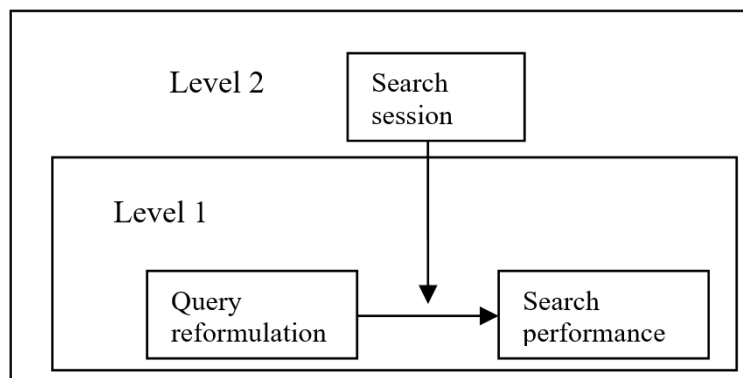 Level 2
Search
session
Level 1
Query
reformulation
Search
performance